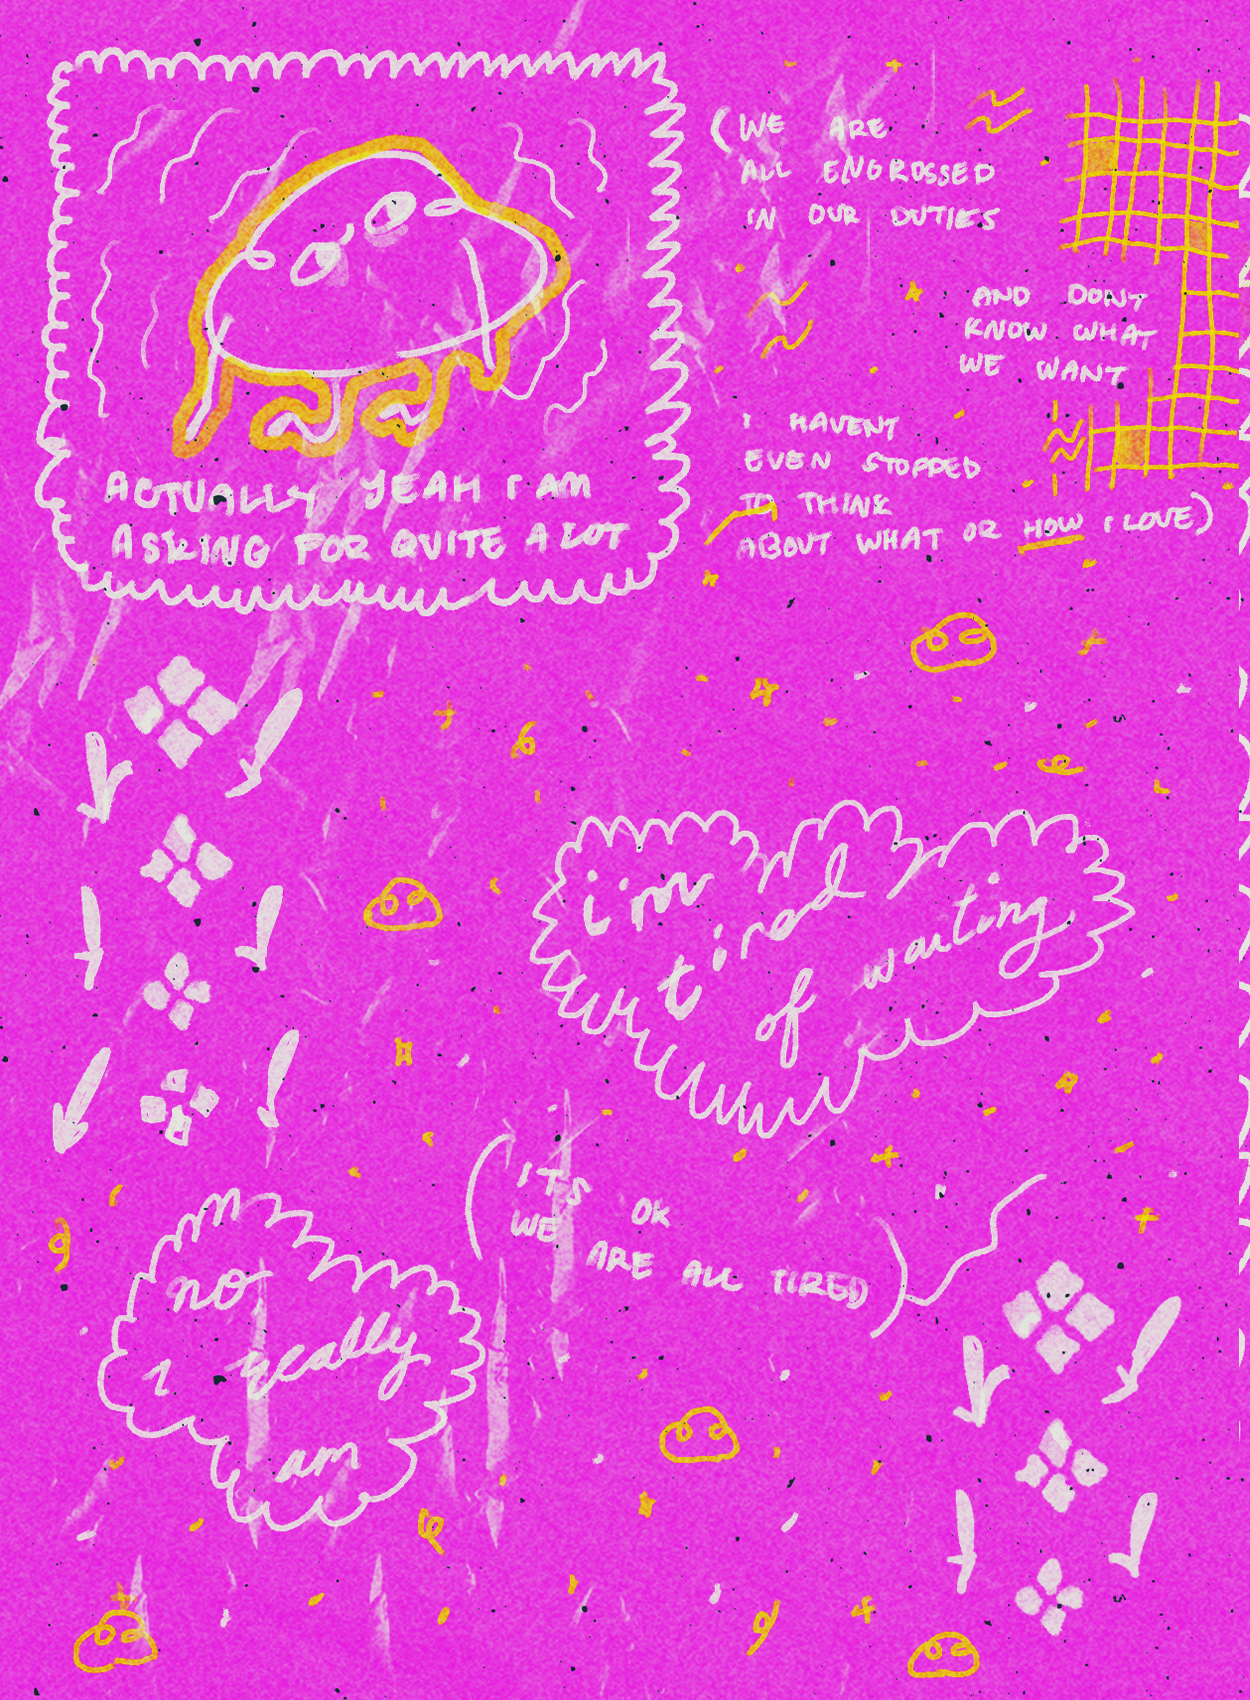 ACTUALLY YEAH I AM
ASKING FOR QUITE A LOT
(WE ARE
ALL ENGROSSED
IN OUR DUTIES
AND DONT
KNOW WHAT
WE WANT
I HAVENT
EVEN STOPPED
TO THINK
ABOUT WHAT OR HOW I LOVE)
i'm
tired
of waiting
(ITS OK
WE ARE ALL TIRED)
no
i really
am